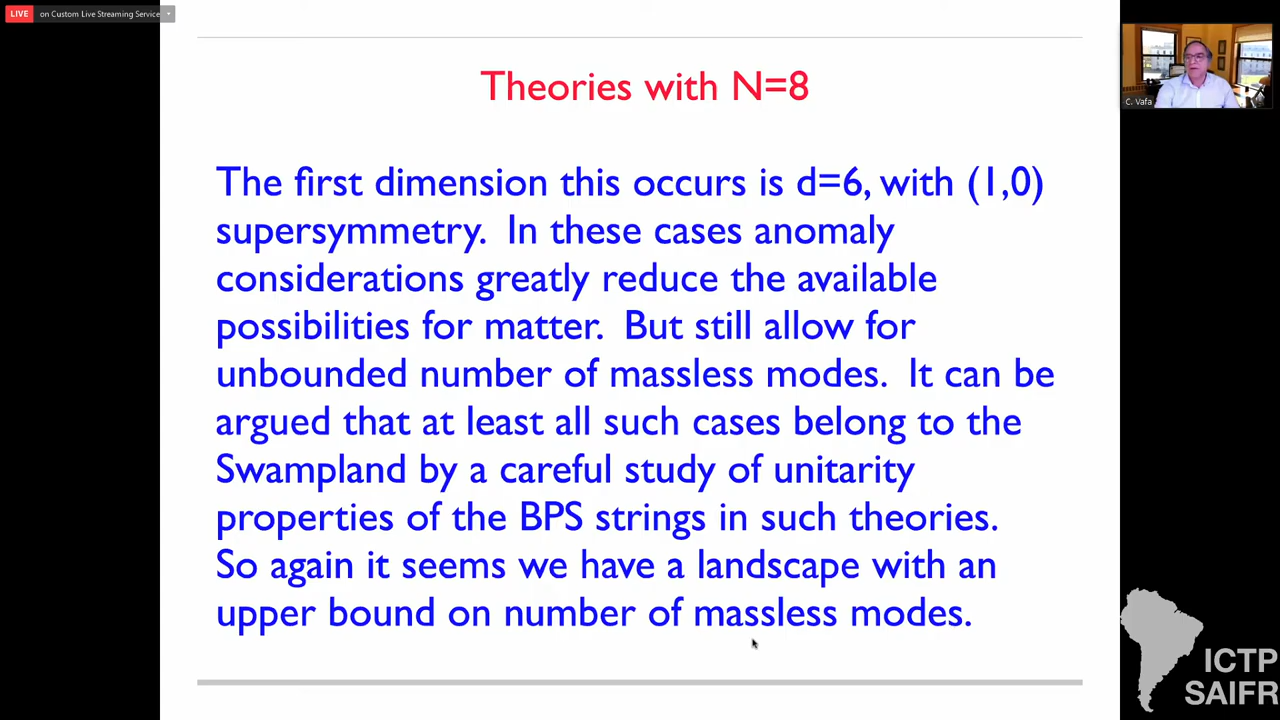 LIVE on Custom Live Streaming Service
Theories with N=8
C. Vafa
The first dimension this occurs is d=6, with (1,0)
supersymmetry. In these cases anomaly
considerations greatly reduce the available
possibilities for matter. But still allow for
unbounded number of massless modes. It can be
argued that at least all such cases belong to the
Swampland by a careful study of unitarity
properties of the BPS strings in such theories.
So again it seems we have a landscape with an
upper bound on number of massless modes.
ICTP
SAIFR